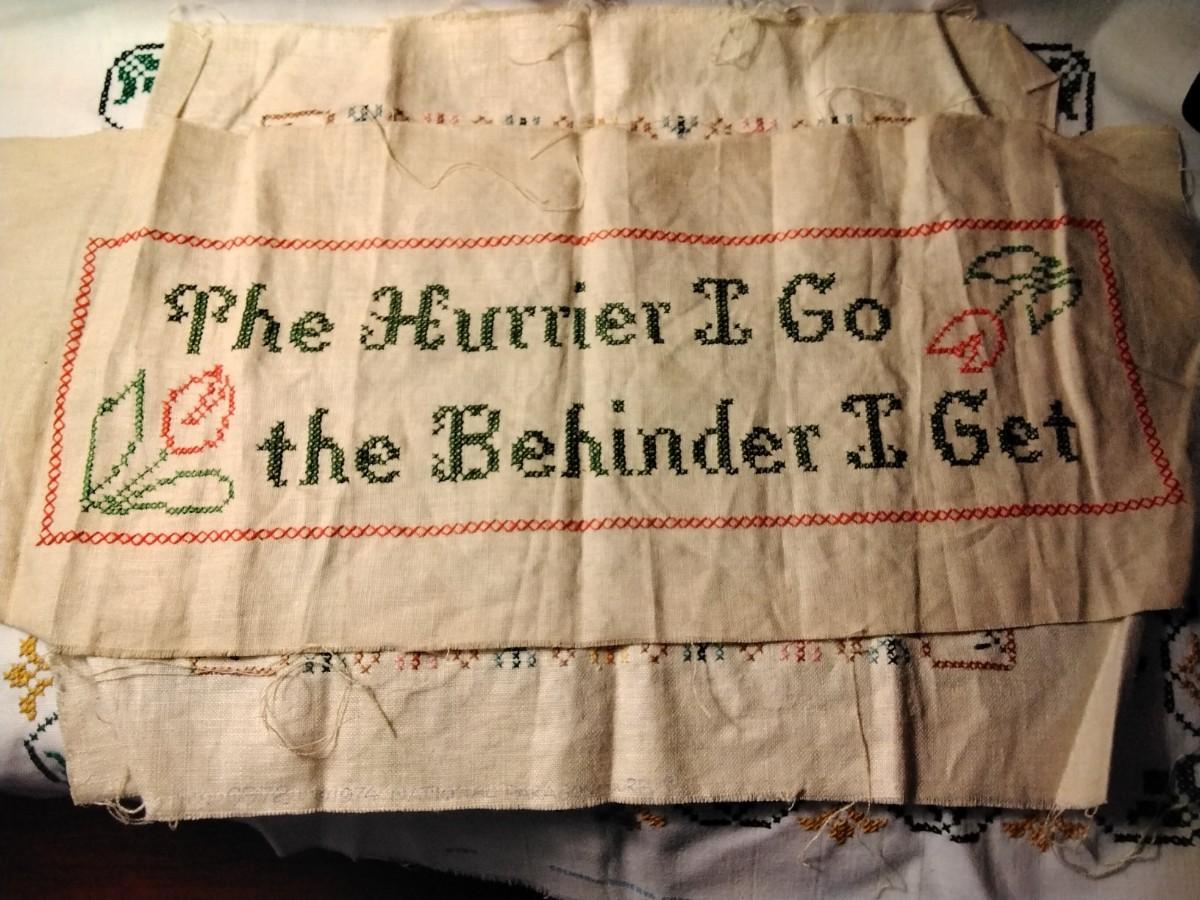 The Hurrier I Go
the Behinder I Get